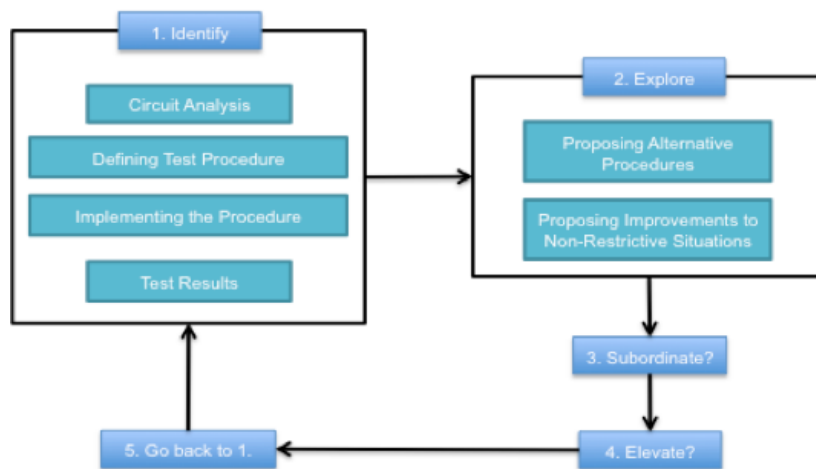 1. Identify
Circuit Analysis
Defining Test Procedure
Implementing the Procedure
Test Results
2. Explore
Proposing Alternative
Procedures
Proposing Improvements to
Non-Restrictive Situations
3. Subordinate?
4. Elevate?
5. Go back to 1.